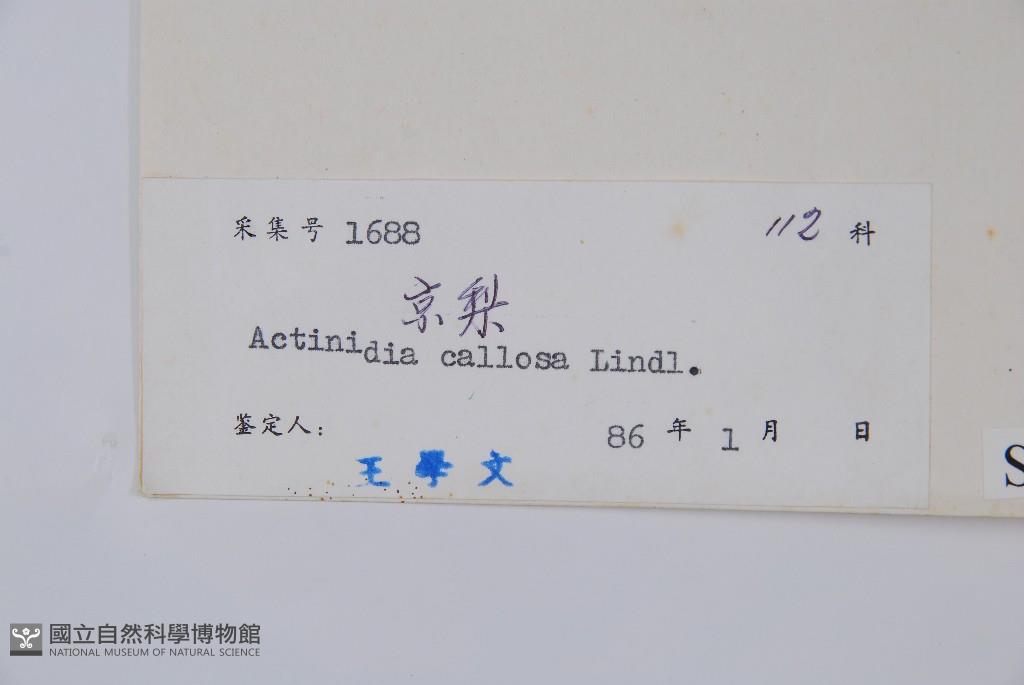 采集号 1688 112 科
京梨
Actinidia callosa Lindl.
鉴定人： 86 年 1 月 日
王學文
S
國立自然科學博物館
NATIONAL MUSEUM OF NATURAL SCIENCE